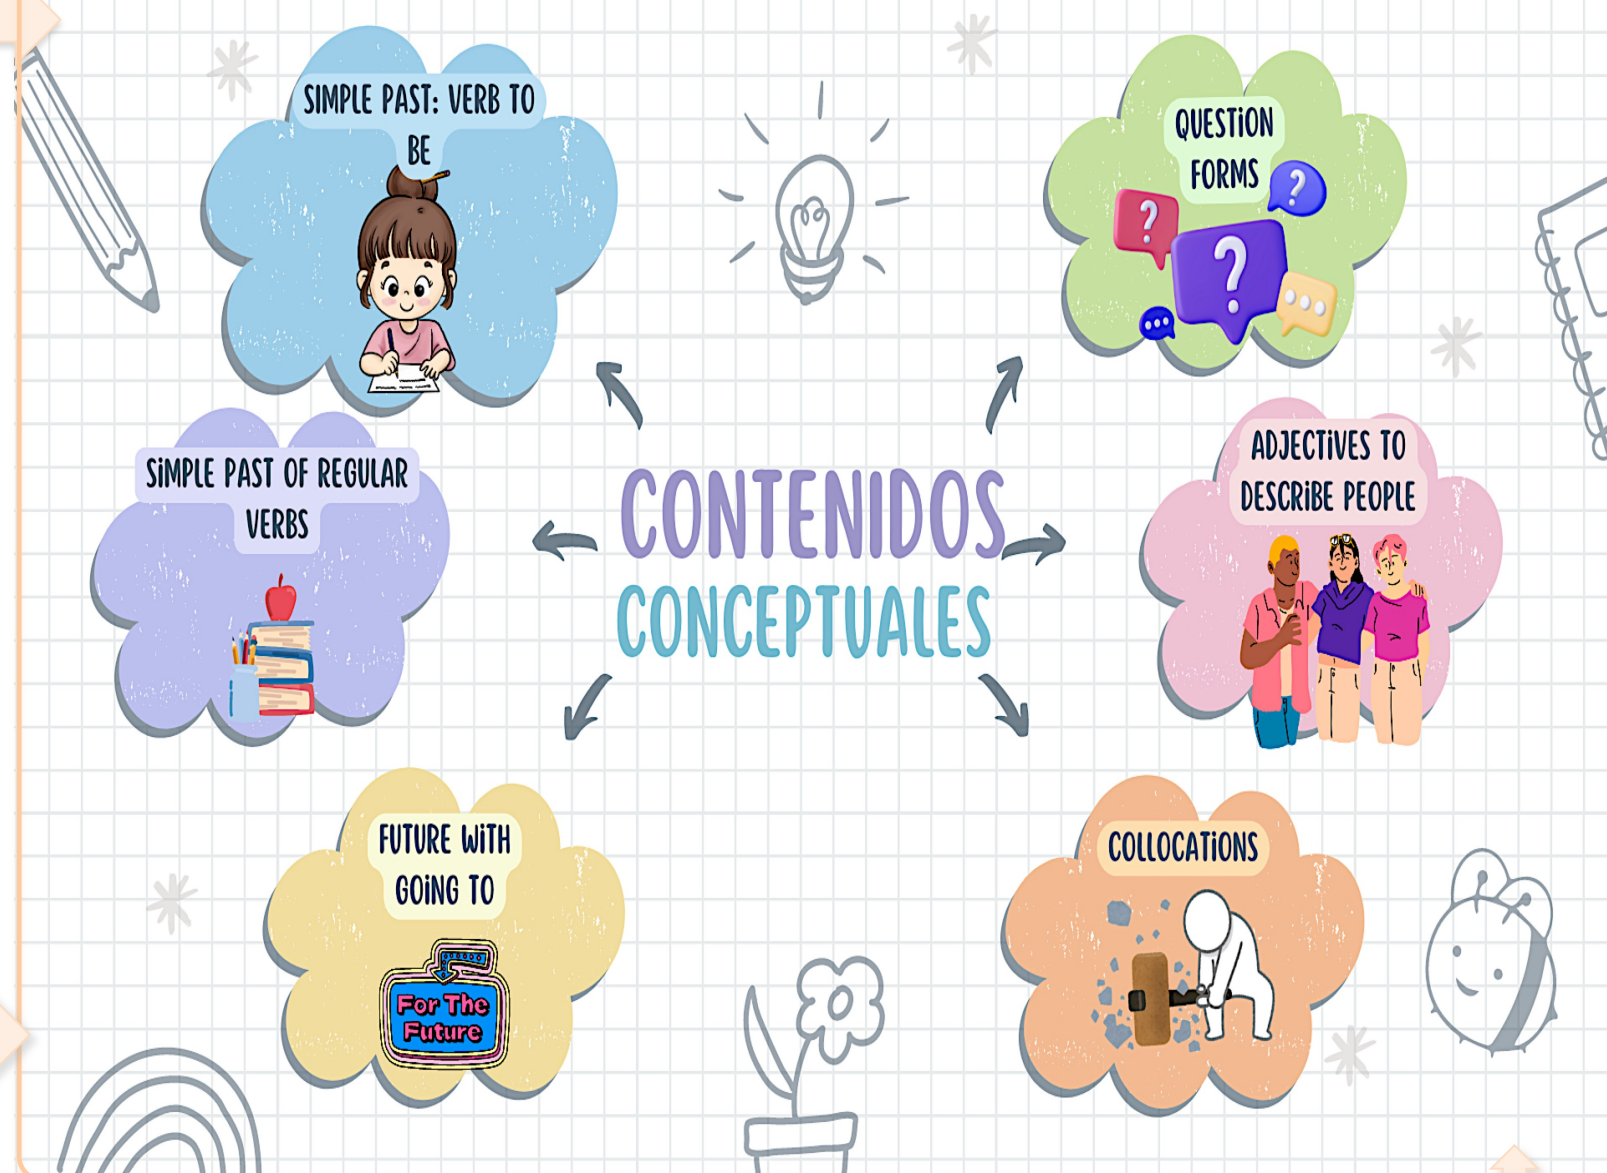 SIMPLE PAST: VERB TO
BE
QUESTION
FORMS
SIMPLE PAST OF REGULAR
VERBS
CONTENIDOS
CONCEPTUALES
ADJECTIVES TO
DESCRIBE PEOPLE
FUTURE WITH
GOING TO
For The
Future
COLLOCATIONS